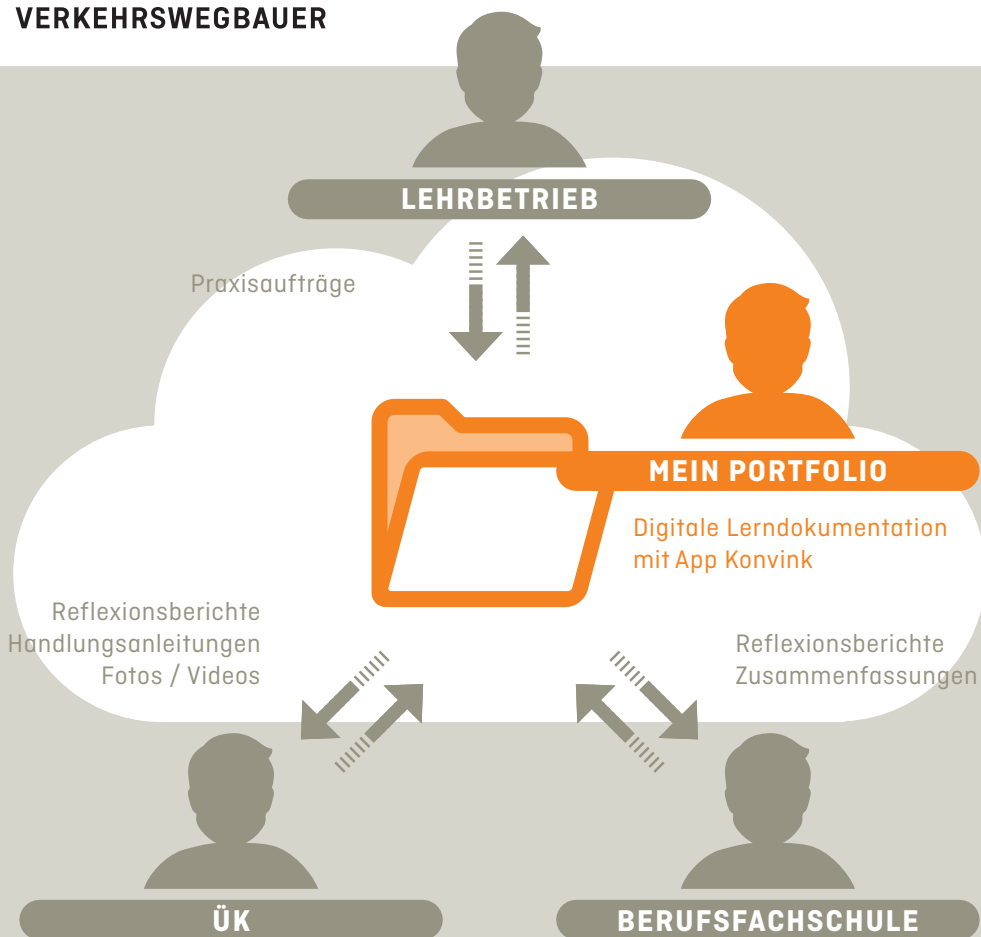 VERKEHRSWEGBAUER
LEHRBETRIEB
Praxisaufträge
MEIN PORTFOLIO
Digitale Lerndokumentation
mit App Konvink
Reflexionsberichte
Handlungsanleitungen
Fotos / Videos
Reflexionsberichte
Zusammenfassungen
ÜK
BERUFSFACHSCHULE